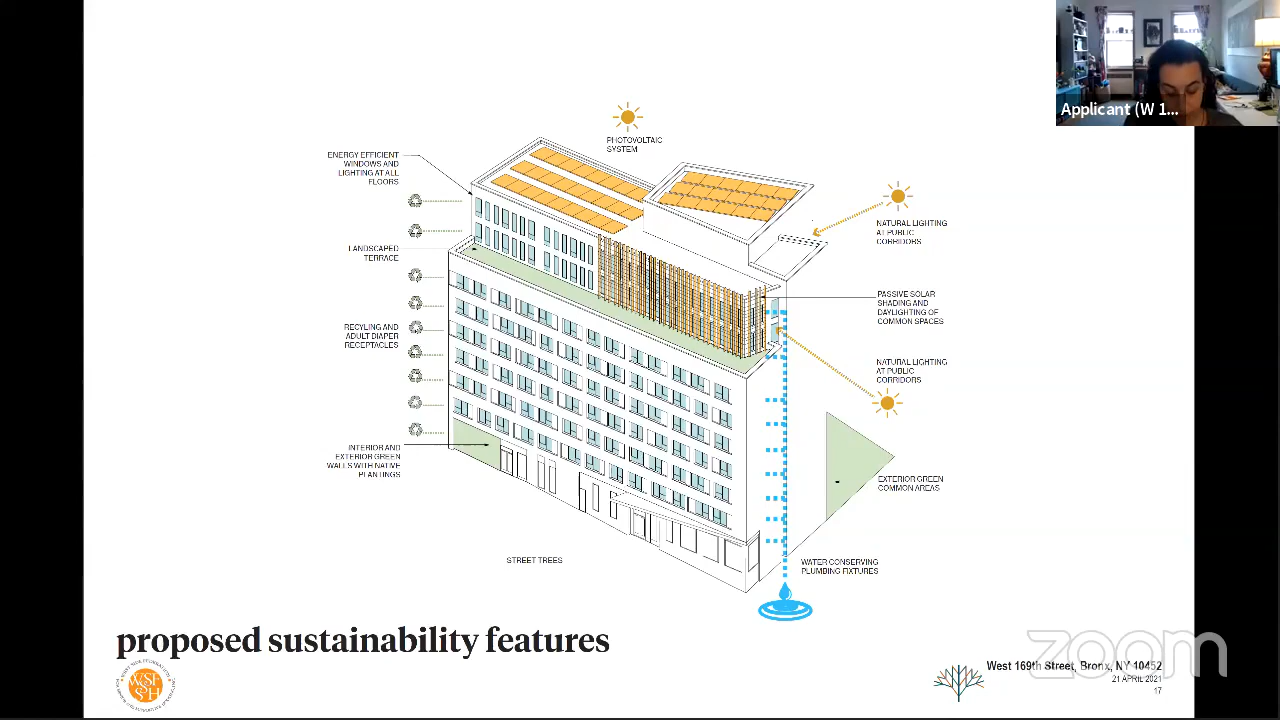 Applicant (W 1...
PHOTOVOLTAIC
SYSTEM
ENERGY EFFICIENT
WINDOWS AND
LIGHTING AT ALL
FLOORS
NATURAL LIGHTING
AT PUBLIC
CORRIDORS
LANDSCAPED
TERRACE
PASSIVE SOLAR
SHADING AND
DAYLIGHTING OF
COMMON SPACES
RECYLING AND
ADULT DIAPER
RECEPTACLES
NATURAL LIGHTING
AT PUBLIC
CORRIDORS
INTERIOR AND
EXTERIOR GREEN
WALLS WITH NATIVE
PLANTINGS
EXTERIOR GREEN
COMMON AREAS
STREET TREES
WATER CONSERVING
PLUMBING FIXTURES
proposed sustainability features
WSF
SSH
zoom
West 169th Street, Bronx, NY 10452
21 APRIL 2021
17